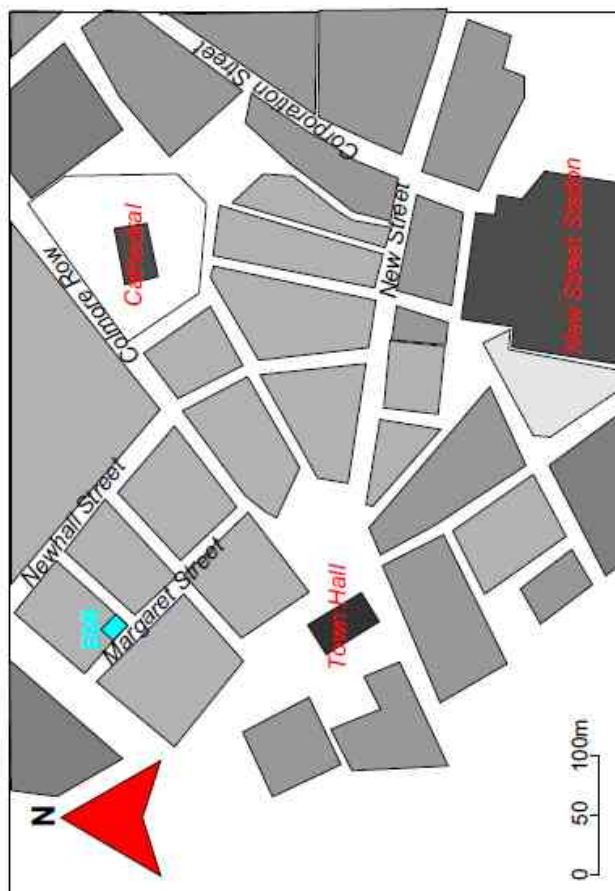 Corporation Street
Cathedral
Colmore Row
New Street
New Street Station
Newhall Street
Margaret Street
Town Hall
N
0 50 100m